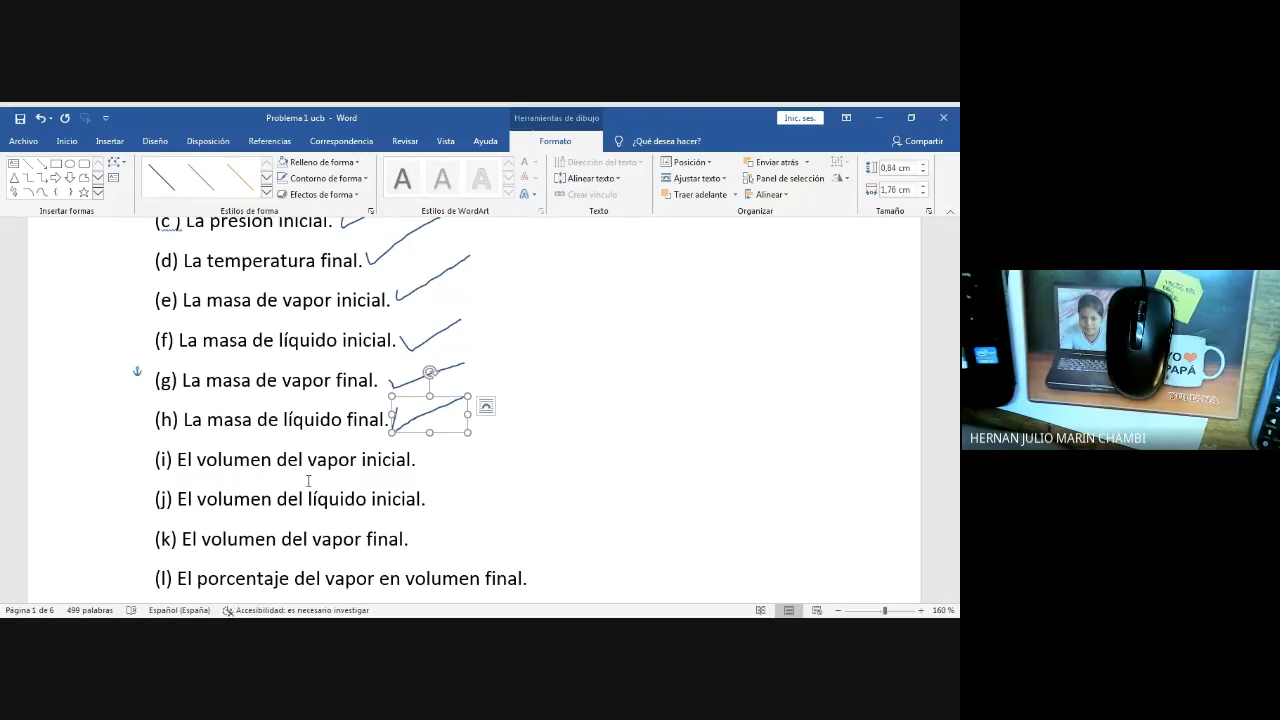 Problema 1 ucb - Word
Herramientas de dibujo
Inic. ses.
Archivo Inicio Insertar Diseño Disposición Referencias Correspondencia Revisar Vista Ayuda Formato ¿Qué desea hacer? Compartir
Relleno de forma
Contorno de forma
Efectos de forma
A A A
Dirección del texto
Alinear texto
Crear vínculo
Posición
Ajustar texto
Traer adelante
Enviar atrás
Panel de selección
Alinear
0,84 cm
1,76 cm
Insertar formas Estilos de forma Estilos de WordArt Texto Organizar Tamaño
(c ) La presión inicial.
(d) La temperatura final.
(e) La masa de vapor inicial.
(f) La masa de líquido inicial.
(g) La masa de vapor final.
(h) La masa de líquido final.
(i) El volumen del vapor inicial.
(j) El volumen del líquido inicial.
(k) El volumen del vapor final.
(l) El porcentaje del vapor en volumen final.
Página 1 de 6 499 palabras Español (España) Accesibilidad: es necesario investigar 160 %
YO
PAPÁ
YULIANA
HERNAN JULIO MARIN CHAMBI